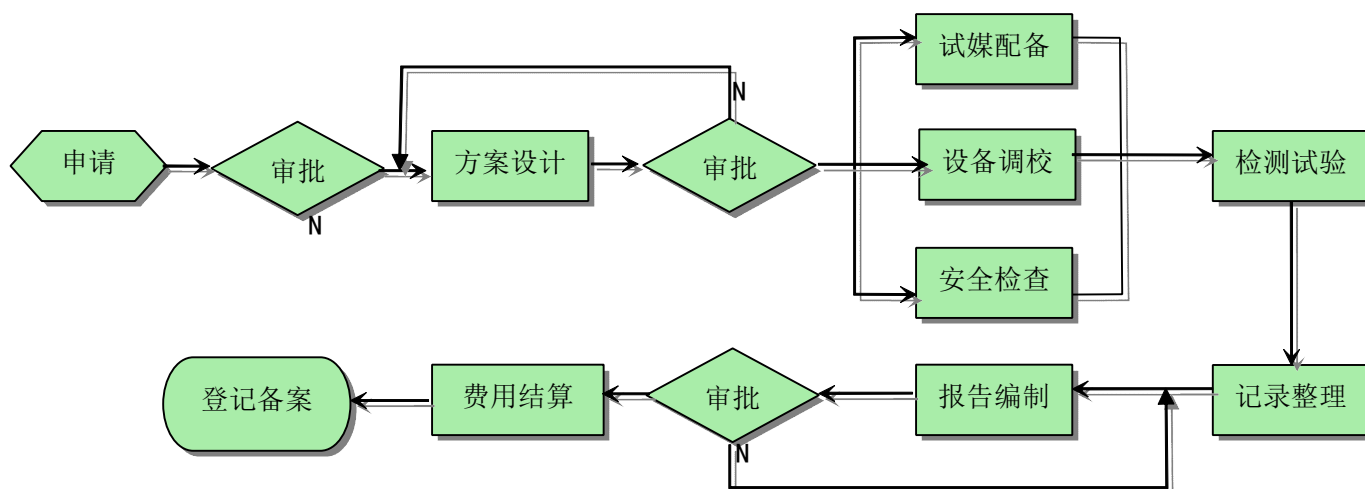 申请
审批
N
方案设计
审批
N
试媒配备
设备调校
安全检查
检测试验
记录整理
报告编制
审批
N
费用结算
登记备案